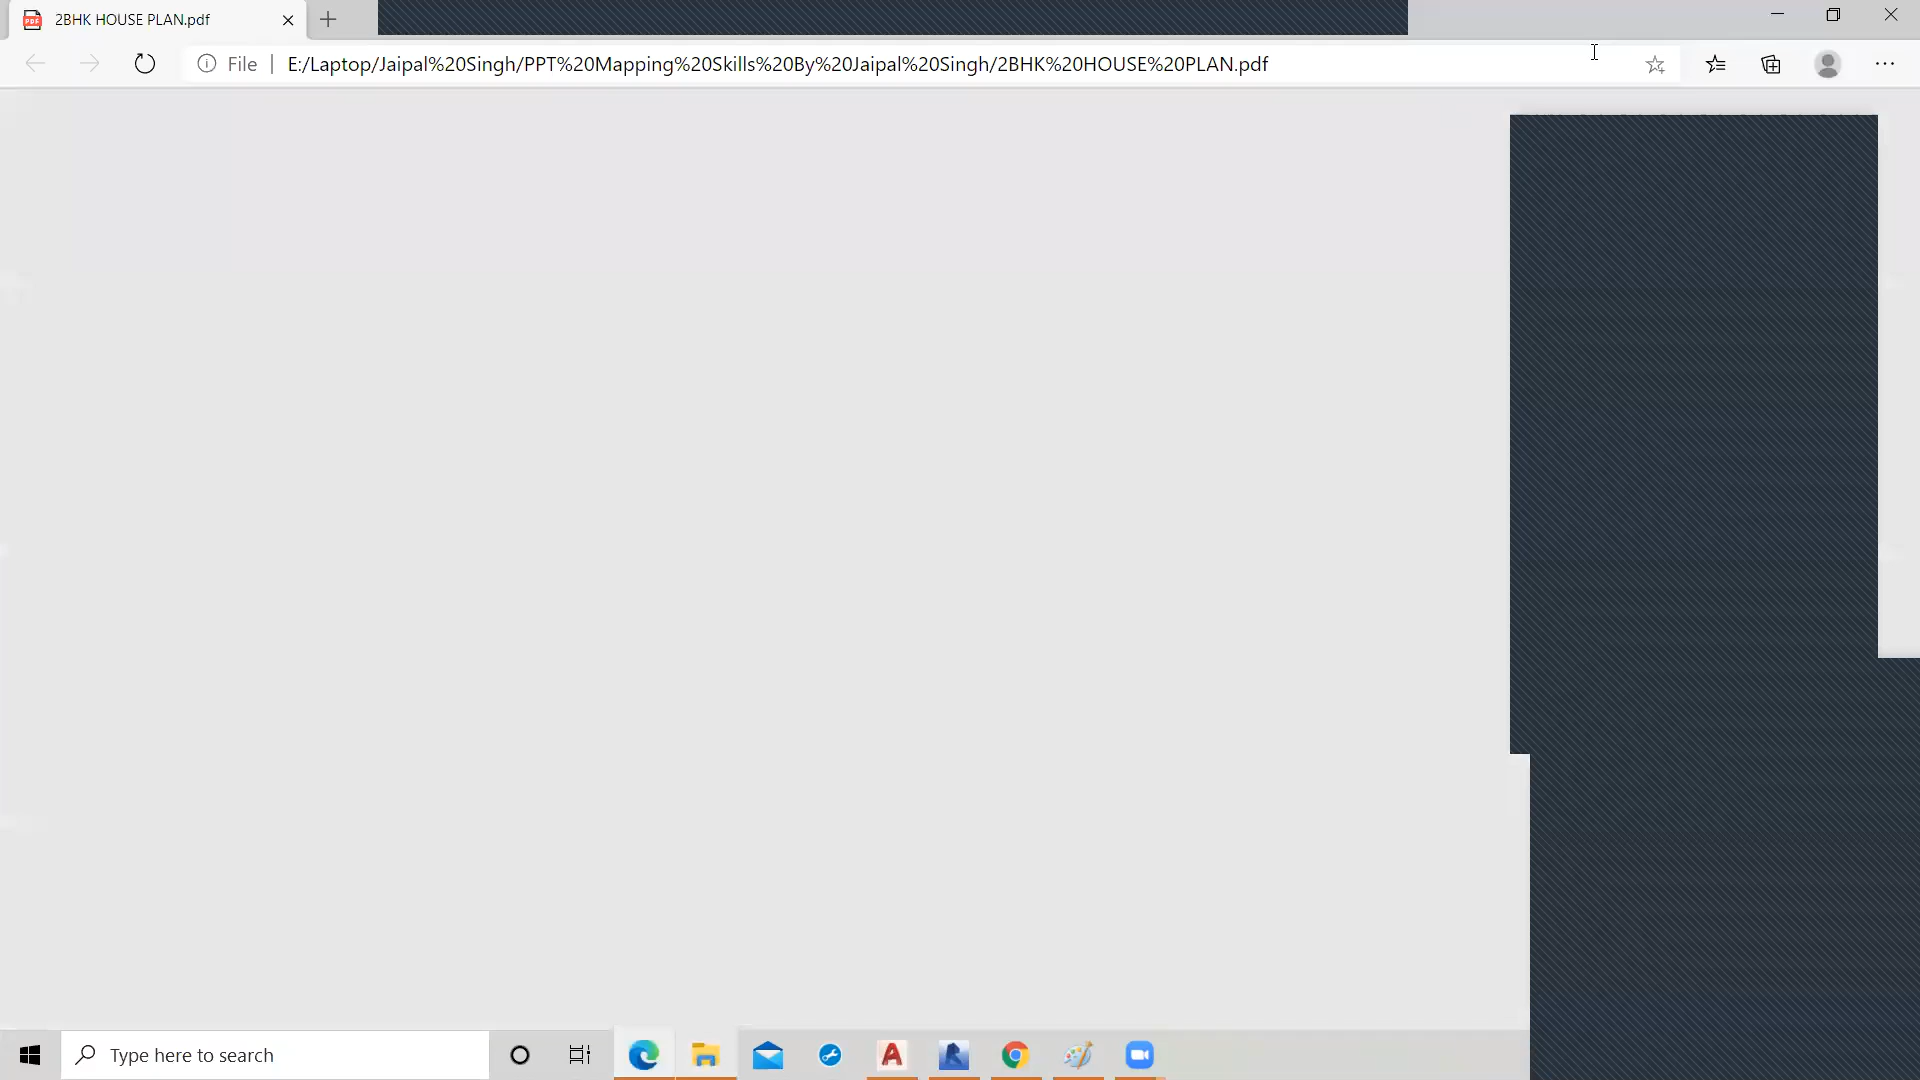 2BHK HOUSE PLAN.pdf
File E:/Laptop/Jaipal%20Singh/PPT%20Mapping%20Skills%20By%20Jaipal%20Singh/2BHK%20HOUSE%20PLAN.pdf
Type here to search